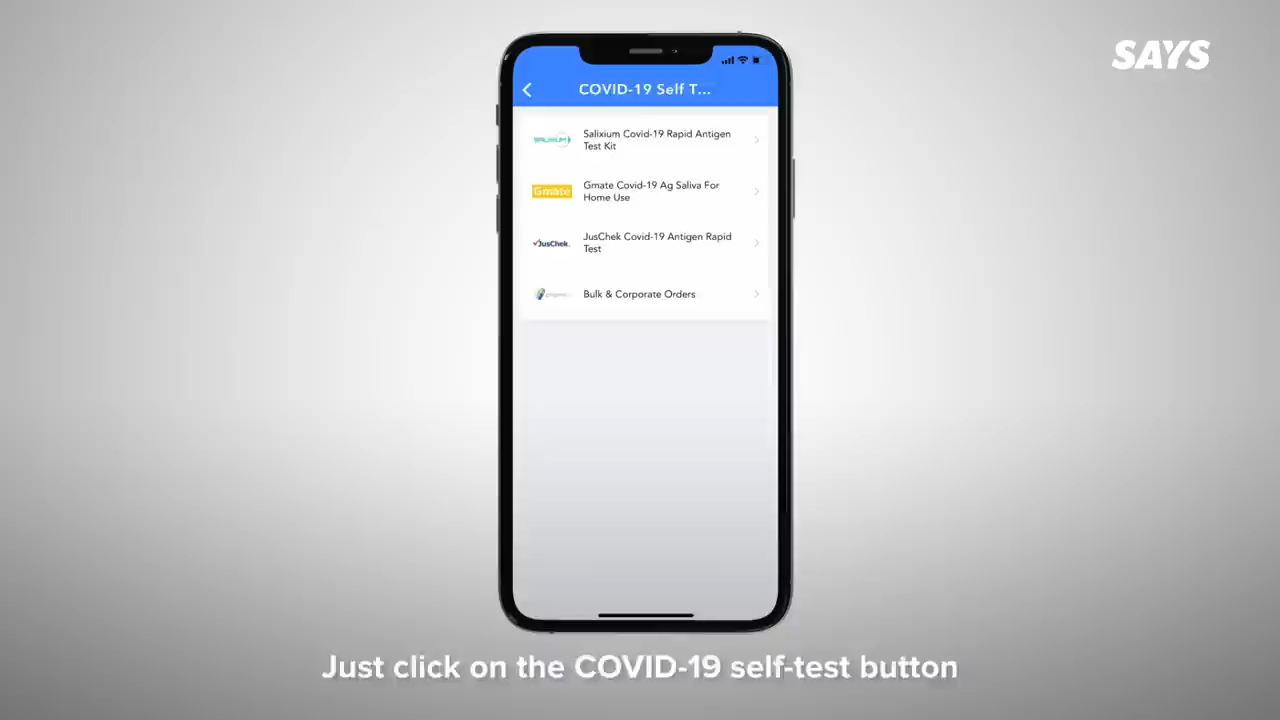 SAYS
COVID-19 Self T...
Salixium Covid-19 Rapid Antigen
Test Kit
Gmate
Gmate Covid-19 Ag Saliva For
Home Use
JusChek
JusChek Covid-19 Antigen Rapid
Test
Bulk & Corporate Orders
Just click on the COVID-19 self-test button